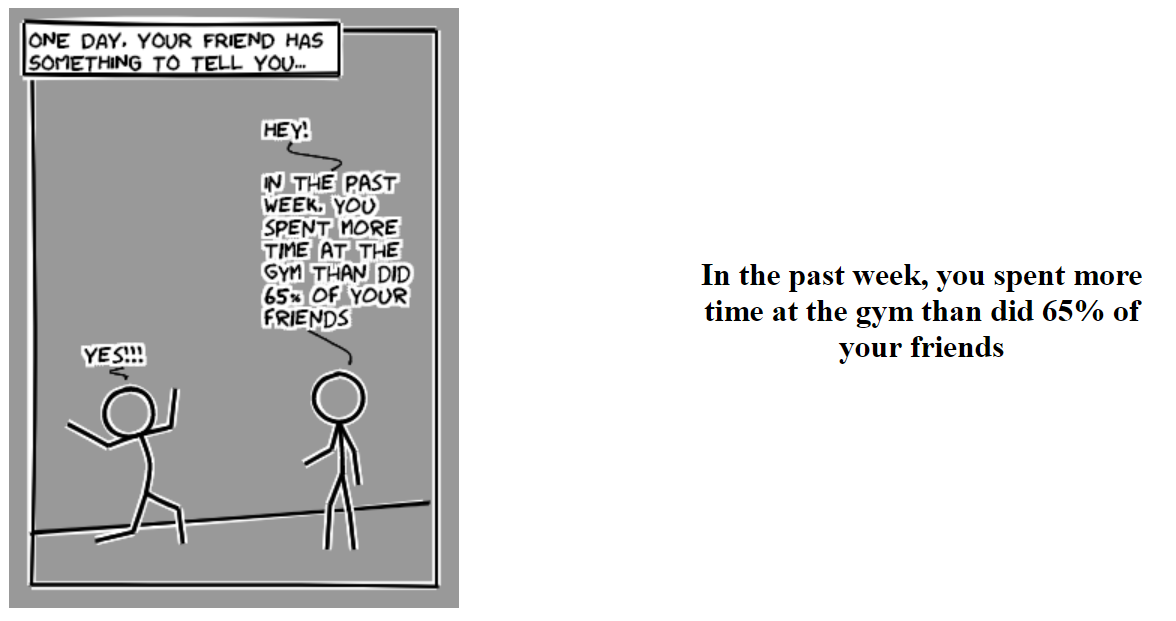 ONE DAY, YOUR FRIEND HAS
SOMETHING TO TELL YOU...
HEY!
IN THE PAST
WEEK, YOU
SPENT MORE
TIME AT THE
GYM THAN DID
65% OF YOUR
FRIENDS
YES!!!
In the past week, you spent more
time at the gym than did 65% of
your friends